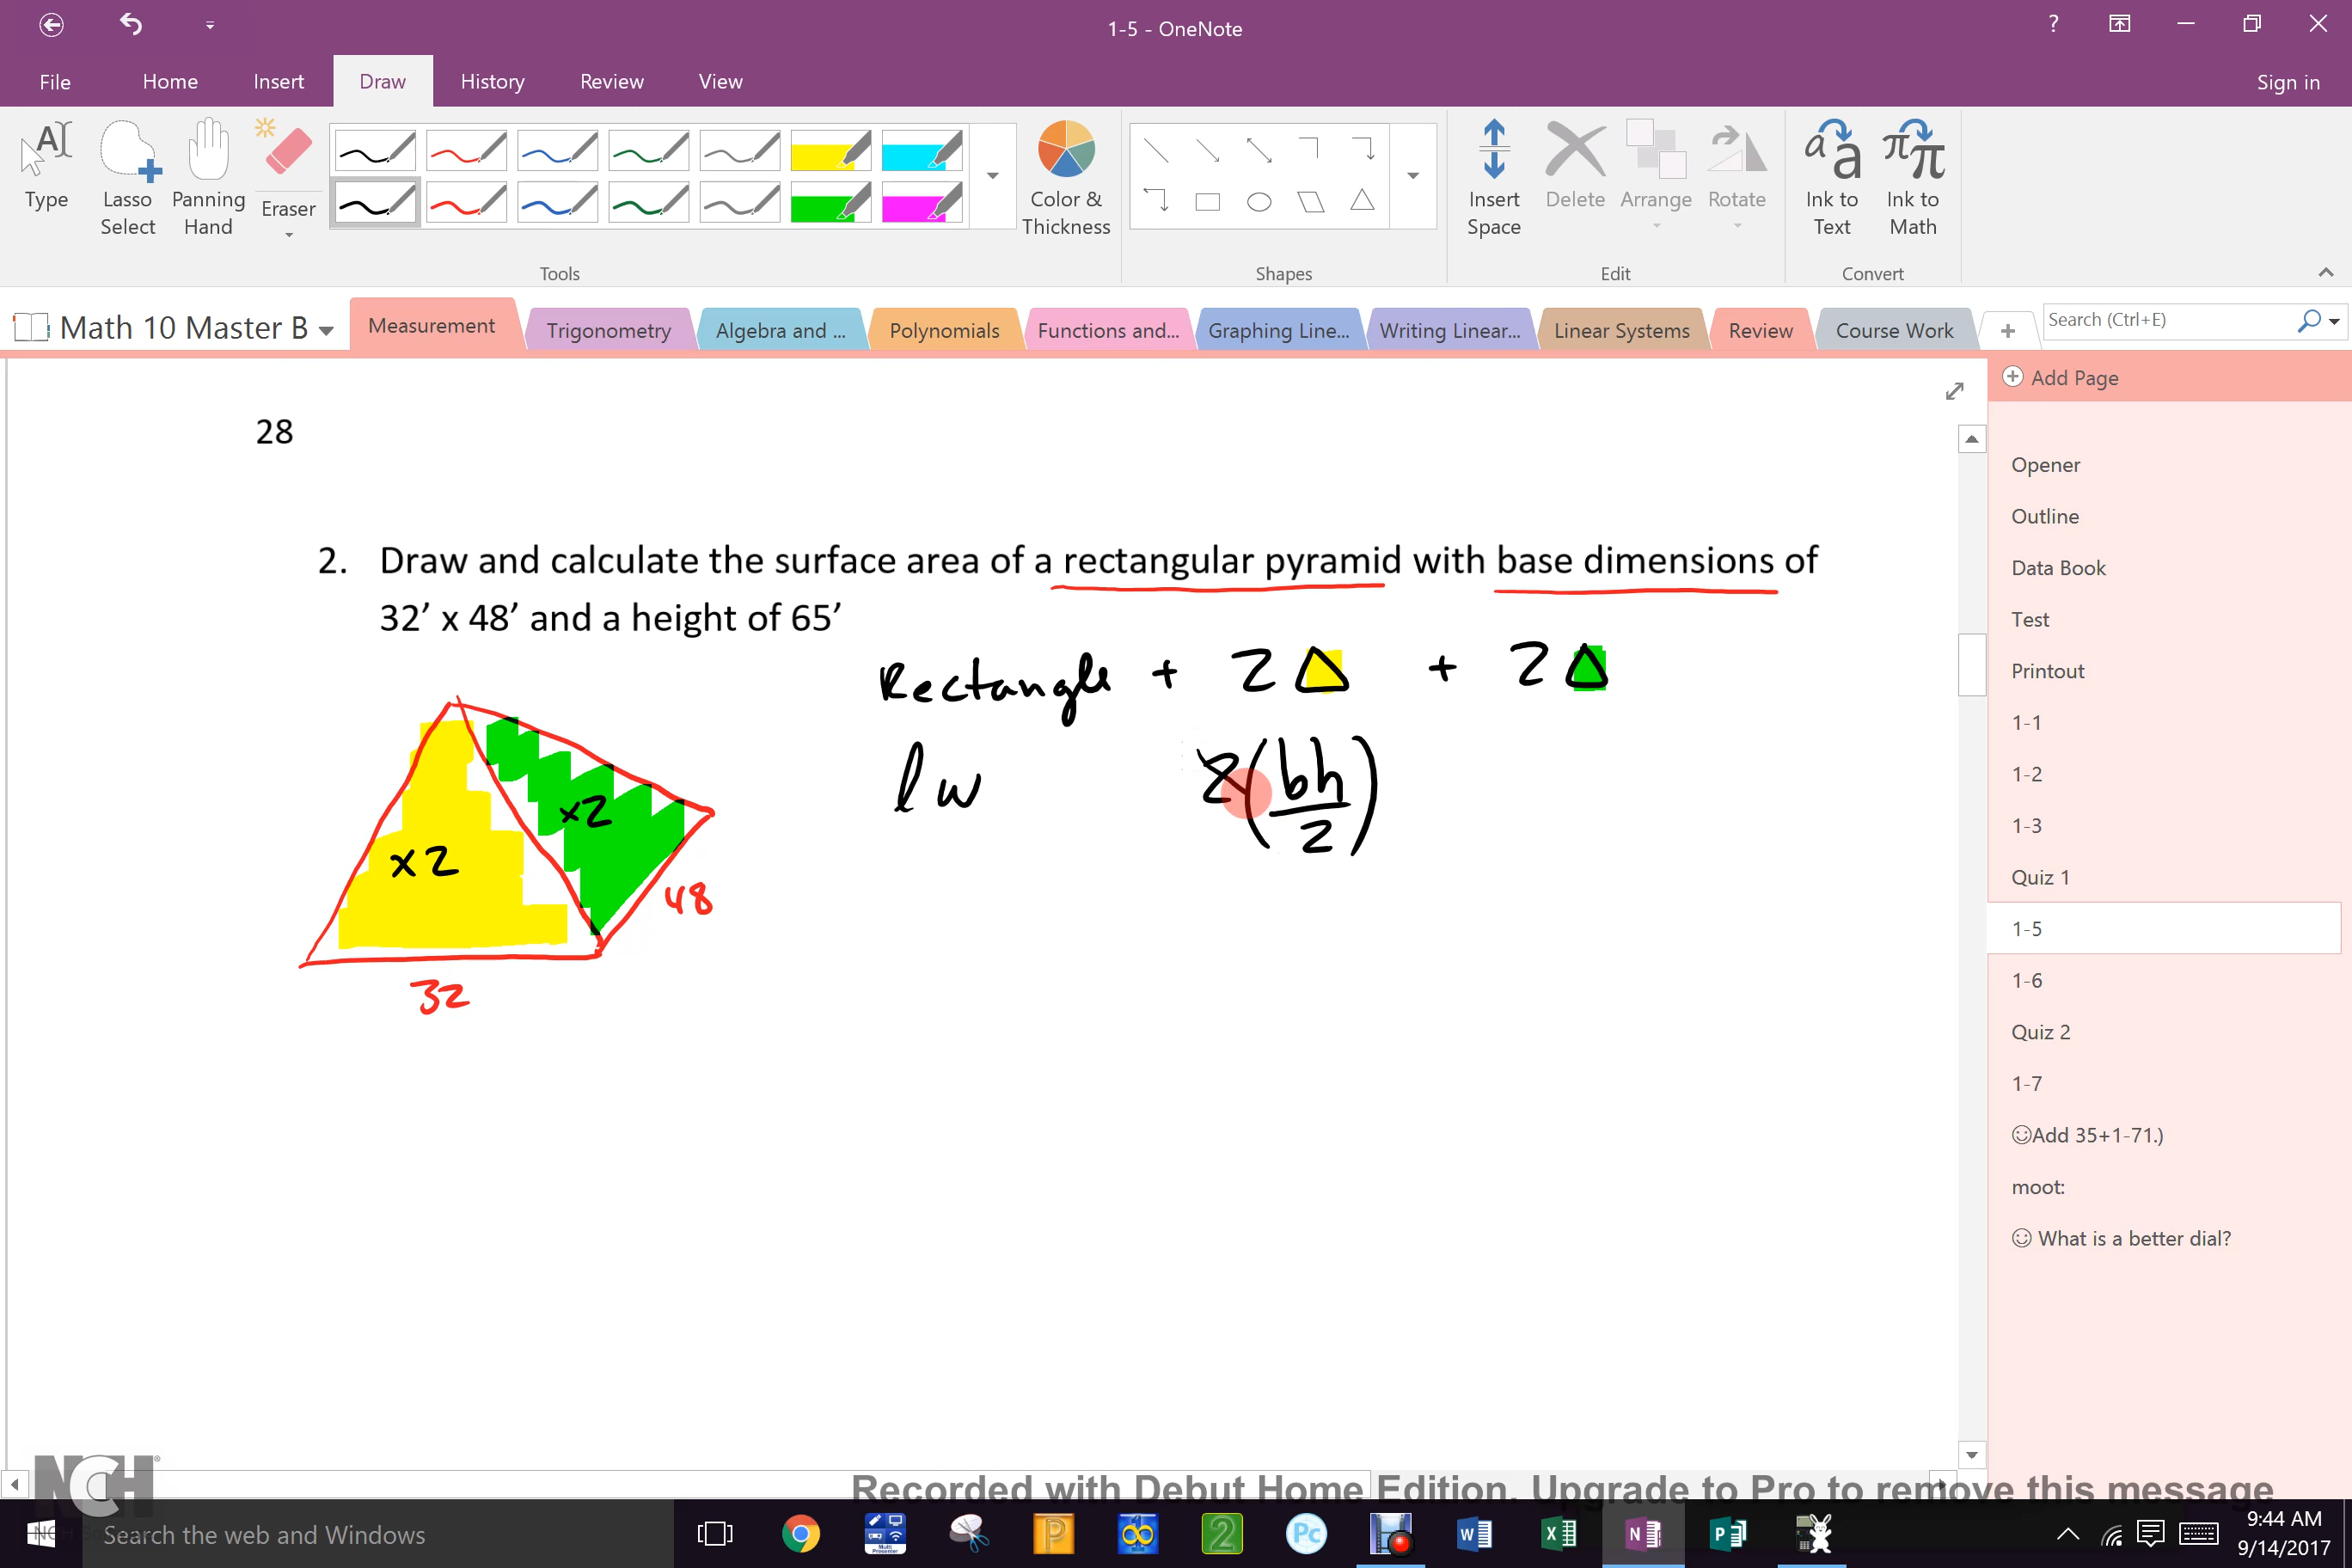 1-5 - OneNote
?
File Home Insert Draw History Review View Sign in
Type
Lasso Select
Panning Hand
Eraser
Color & Thickness
Insert Space
Delete
Arrange
Rotate
Ink to Text
Ink to Math
Tools Shapes Edit Convert
Math 10 Master B
Measurement Trigonometry Algebra and ... Polynomials Functions and... Graphing Line... Writing Linear... Linear Systems Review Course Work +
Search (Ctrl+E)
Add Page
Opener
Outline
Data Book
Test
Printout
1-1
1-2
1-3
Quiz 1
1-5
1-6
Quiz 2
1-7
☺Add 35+1-71.)
moot:
☺ What is a better dial?
28
2. Draw and calculate the surface area of a rectangular pyramid with base dimensions of
32’ x 48’ and a height of 65’
Rectangle + 2 △ + 2 △
lw 2(bh/2)
x2
x2
48
32
NCH
Recorded with Debut Home Edition. Upgrade to Pro to remove this message
Search the web and Windows
9:44 AM
9/14/2017